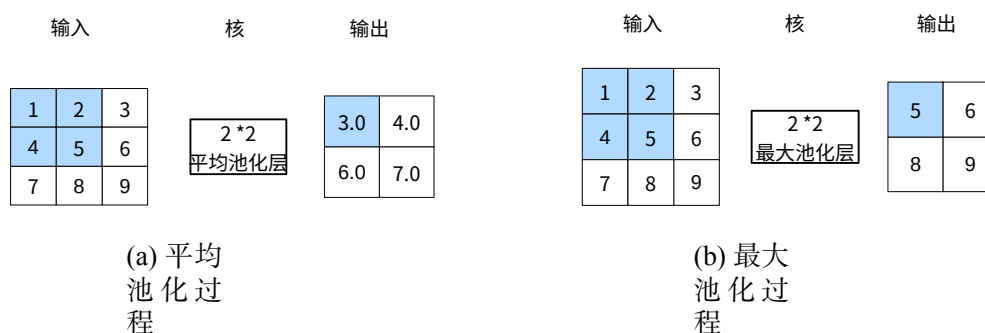 输入 核 输出
1 2 3
4 5 6
7 8 9
2 *2
平均池化层
3.0 4.0
6.0 7.0
(a) 平均
池化过
程
输入 核 输出
1 2 3
4 5 6
7 8 9
2 *2
最大池化层
5 6
8 9
(b) 最大
池化过
程